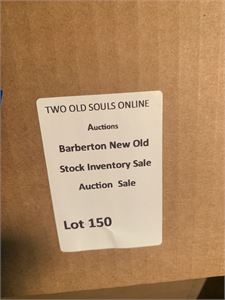 TWO OLD SOULS ONLINE
Auctions
Barberton New Old
Stock Inventory Sale
Auction Sale
Lot 150